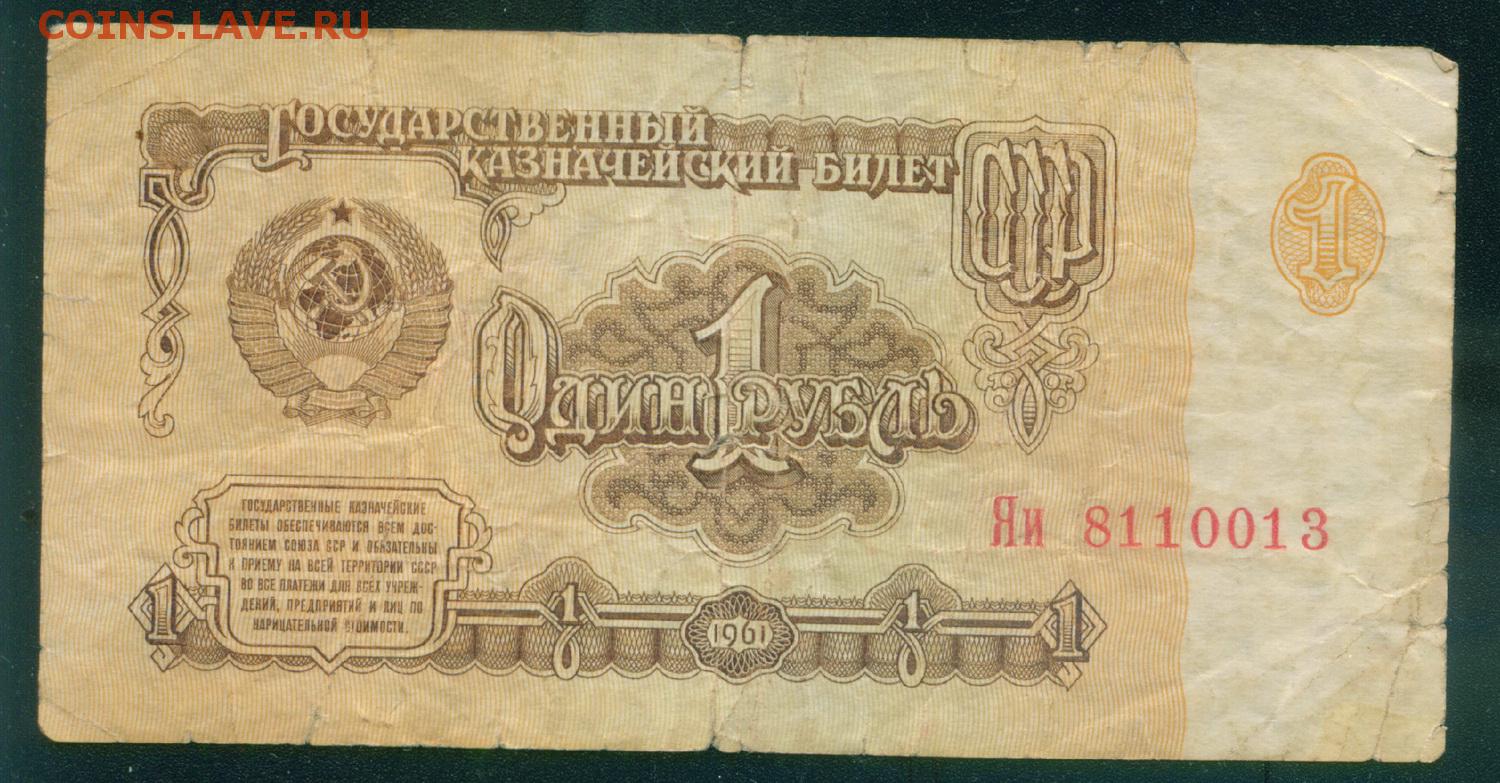 COINS.LAVE.RU
ГОСУДАРСТВЕННЫЙ
КАЗНАЧЕЙСКИЙ БИЛЕТ
СССР
1
1
ОДИН РУБЛЬ
Яи 8110013
ГОСУДАРСТВЕННЫЕ КАЗНАЧЕЙСКИЕ
БИЛЕТЫ ОБЕСПЕЧИВАЮТСЯ ВСЕМ ДОС-
ТОЯНИЕМ СОЮЗА ССР И ОБЯЗАТЕЛЬНЫ
К ПРИЕМУ НА ВСЕЙ ТЕРРИТОРИИ СССР
ВО ВСЕ ПЛАТЕЖИ ДЛЯ ВСЕХ УЧРЕЖ-
ДЕНИЙ, ПРЕДПРИЯТИЙ И ЛИЦ ПО
НАРИЦАТЕЛЬНОЙ СТОИМОСТИ.
1 1 1961 1 1